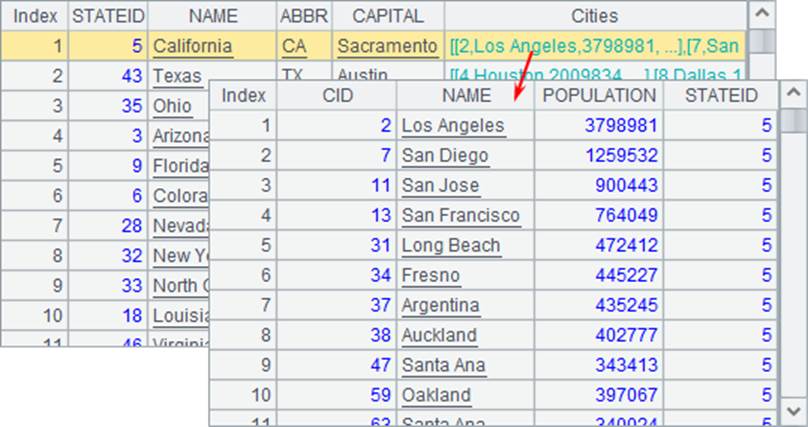 Index STATEID NAME ABBR CAPITAL Cities
1 5 California CA Sacramento [[2,Los Angeles,3798981, ...],[7,San
2 43 Texas TX Austin [[4,Houston,2009834, ...],[8,Dallas,1
3 35 Ohio
4 3 Arizona
5 9 Florida
6 6 Colora
7 28 Nevad
8 32 New Y
9 33 North C
10 18 Louisia
11 46 Virginia
Index CID NAME POPULATION STATEID
1 2 Los Angeles 3798981 5
2 7 San Diego 1259532 5
3 11 San Jose 900443 5
4 13 San Francisco 764049 5
5 31 Long Beach 472412 5
6 34 Fresno 445227 5
7 37 Argentina 435245 5
8 38 Auckland 402777 5
9 47 Santa Ana 343413 5
10 59 Oakland 397067 5
11 63 Santa Ana 340024 5